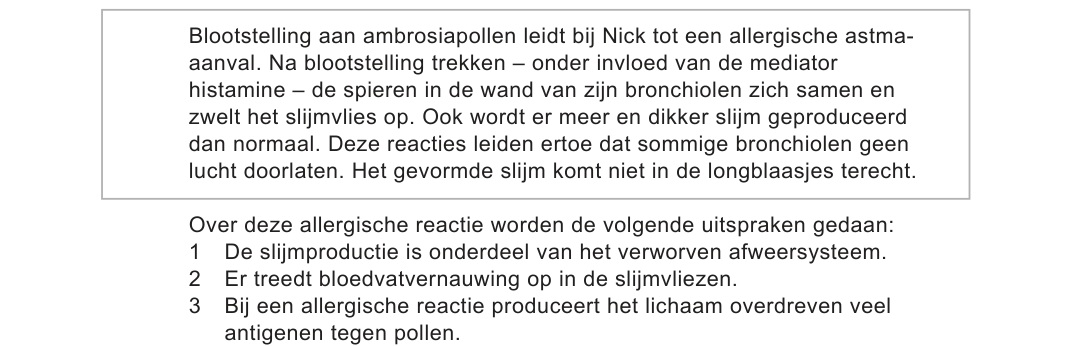 Blootstelling aan ambrosiapollen leidt bij Nick tot een allergische astma-
aanval. Na blootstelling trekken – onder invloed van de mediator
histamine – de spieren in de wand van zijn bronchiolen zich samen en
zwelt het slijmvlies op. Ook wordt er meer en dikker slijm geproduceerd
dan normaal. Deze reacties leiden ertoe dat sommige bronchiolen geen
lucht doorlaten. Het gevormde slijm komt niet in de longblaasjes terecht.
Over deze allergische reactie worden de volgende uitspraken gedaan:
1 De slijmproductie is onderdeel van het verworven afweersysteem.
2 Er treedt bloedvatvernauwing op in de slijmvliezen.
3 Bij een allergische reactie produceert het lichaam overdreven veel
antigenen tegen pollen.